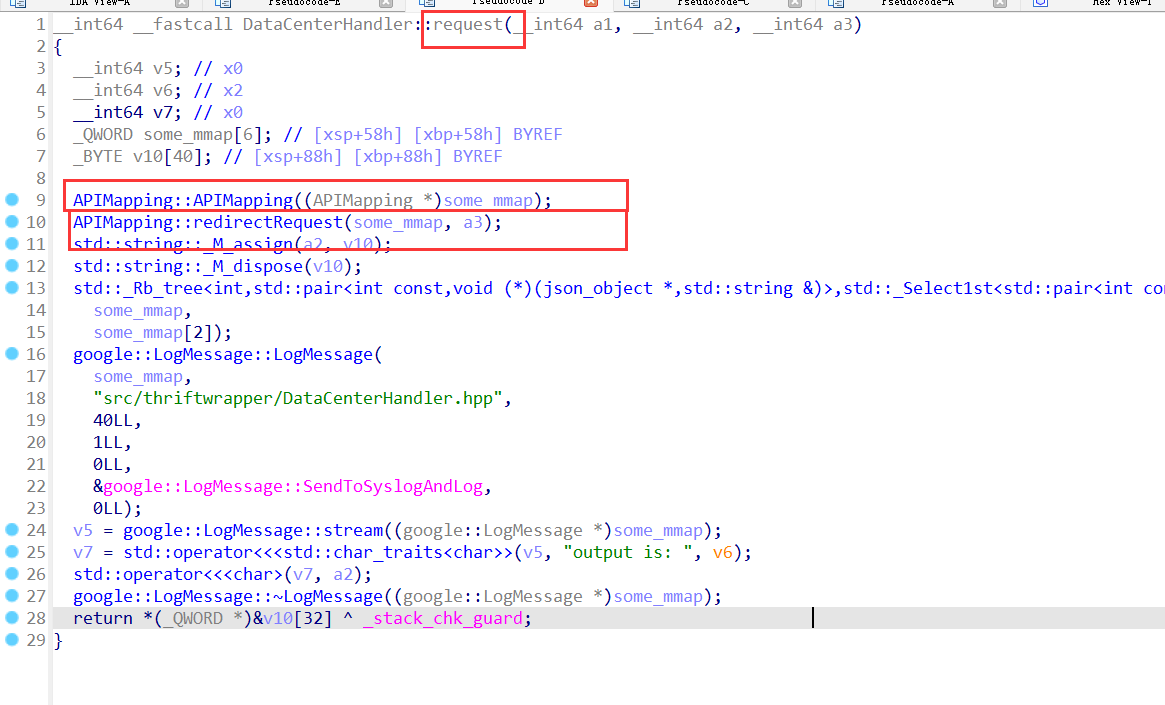 IDA View-A Pseudocode-E Pseudocode-D Pseudocode-C Pseudocode-A Hex View-1
1 __int64 __fastcall DataCenterHandler::request(__int64 a1, __int64 a2, __int64 a3)
2 {
3 __int64 v5; // x0
4 __int64 v6; // x2
5 __int64 v7; // x0
6 _QWORD some_mmap[6]; // [xsp+58h] [xbp+58h] BYREF
7 _BYTE v10[40]; // [xsp+88h] [xbp+88h] BYREF
8
9 APIMapping::APIMapping((APIMapping *)some_mmap);
10 APIMapping::redirectRequest(some_mmap, a3);
11 std::string::_M_assign(a2, v10);
12 std::string::_M_dispose(v10);
13 std::_Rb_tree<int,std::pair<int const,void (*)(json_object *,std::string &)>,std::_Select1st<std::pair<int con
14 some_mmap,
15 some_mmap[2]);
16 google::LogMessage::LogMessage(
17 some_mmap,
18 "src/thriftwrapper/DataCenterHandler.hpp",
19 40LL,
20 1LL,
21 0LL,
22 &google::LogMessage::SendToSyslogAndLog,
23 0LL);
24 v5 = google::LogMessage::stream((google::LogMessage *)some_mmap);
25 v7 = std::operator<<<std::char_traits<char>>(v5, "output is: ", v6);
26 std::operator<<<char>(v7, a2);
27 google::LogMessage::~LogMessage((google::LogMessage *)some_mmap);
28 return *(_QWORD *)&v10[32] ^ _stack_chk_guard;
29 }